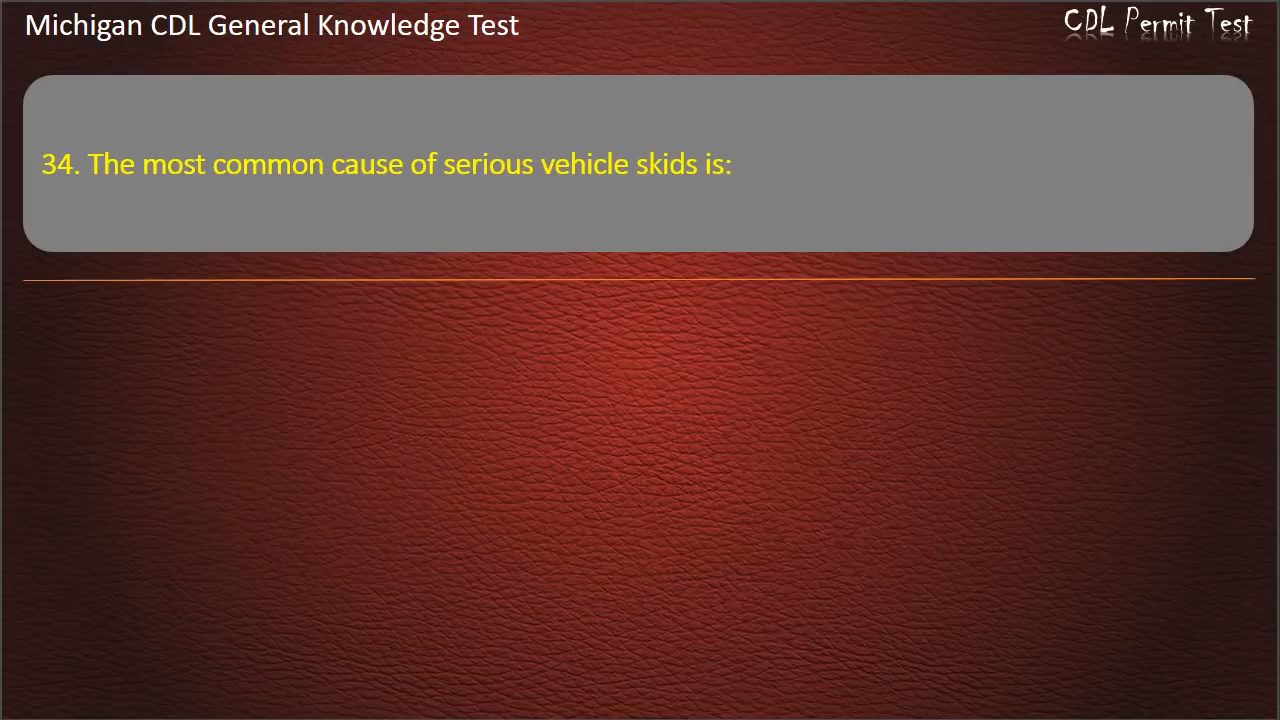 Michigan CDL General Knowledge Test
CDL Permit Test
34. The most common cause of serious vehicle skids is: